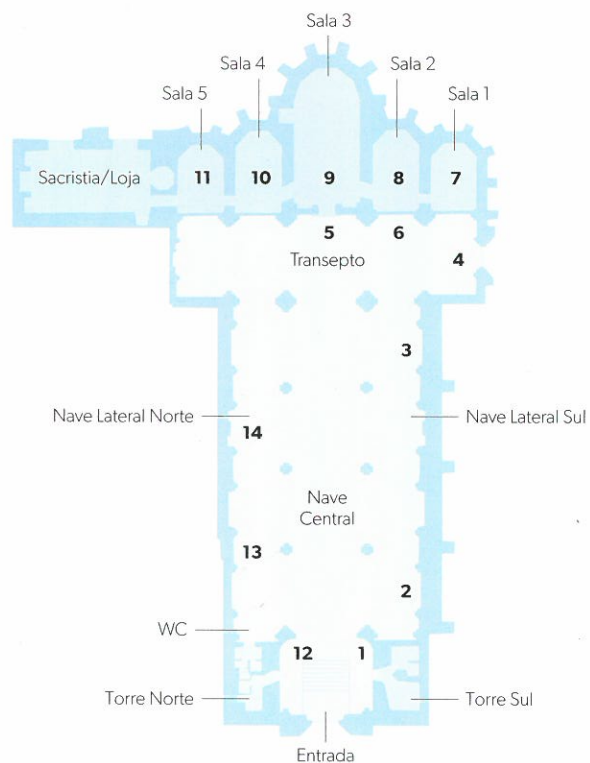 Sala 3
Sala 4
Sala 2
Sala 5
Sala 1
Sacristia/Loja
11
10
9
8
7
5
6
Transepto
4
3
Nave Lateral Norte
Nave Lateral Sul
14
Nave
Central
13
2
WC
12
1
Torre Norte
Torre Sul
Entrada